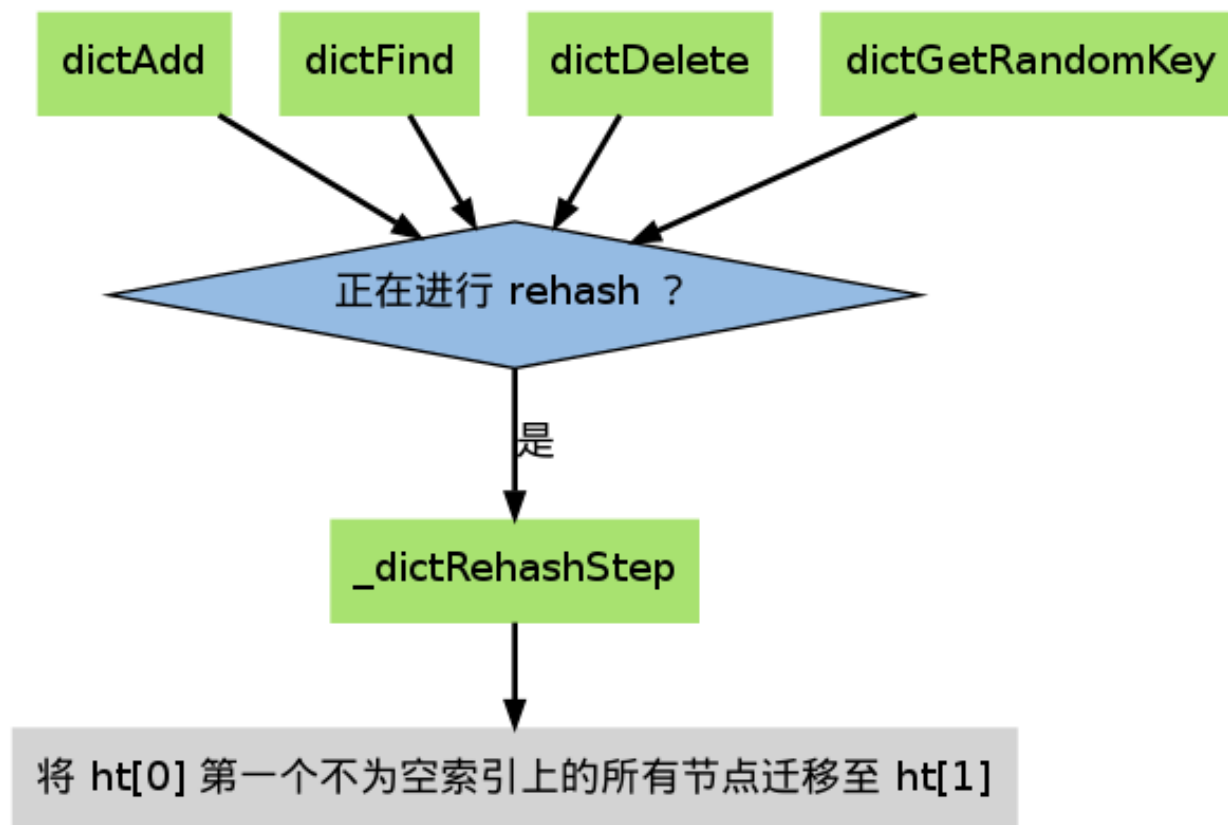 dictAdd
dictFind
dictDelete
dictGetRandomKey
正在进行 rehash ？
是
_dictRehashStep
将 ht[0] 第一个不为空索引上的所有节点迁移至 ht[1]